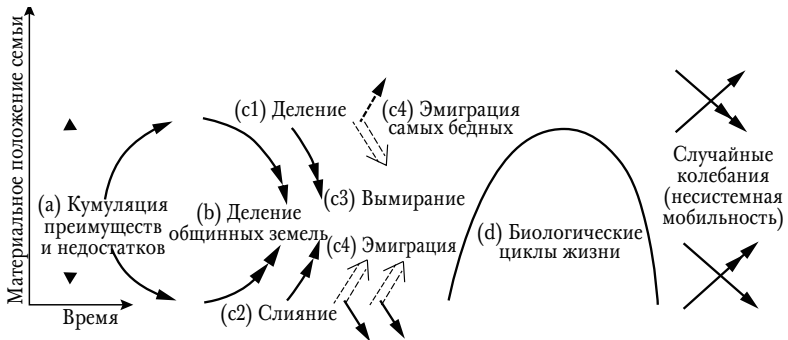 Материальное положение семьи
Время
(a) Кумуляция
преимуществ
и недостатков
(b) Деление
общинных земель
(c1) Деление
(c2) Слияние
(c3) Вымирание
(c4) Эмиграция
самых бедных
(c4) Эмиграция
(d) Биологические
циклы жизни
Случайные
колебания
(несистемная
мобильность)